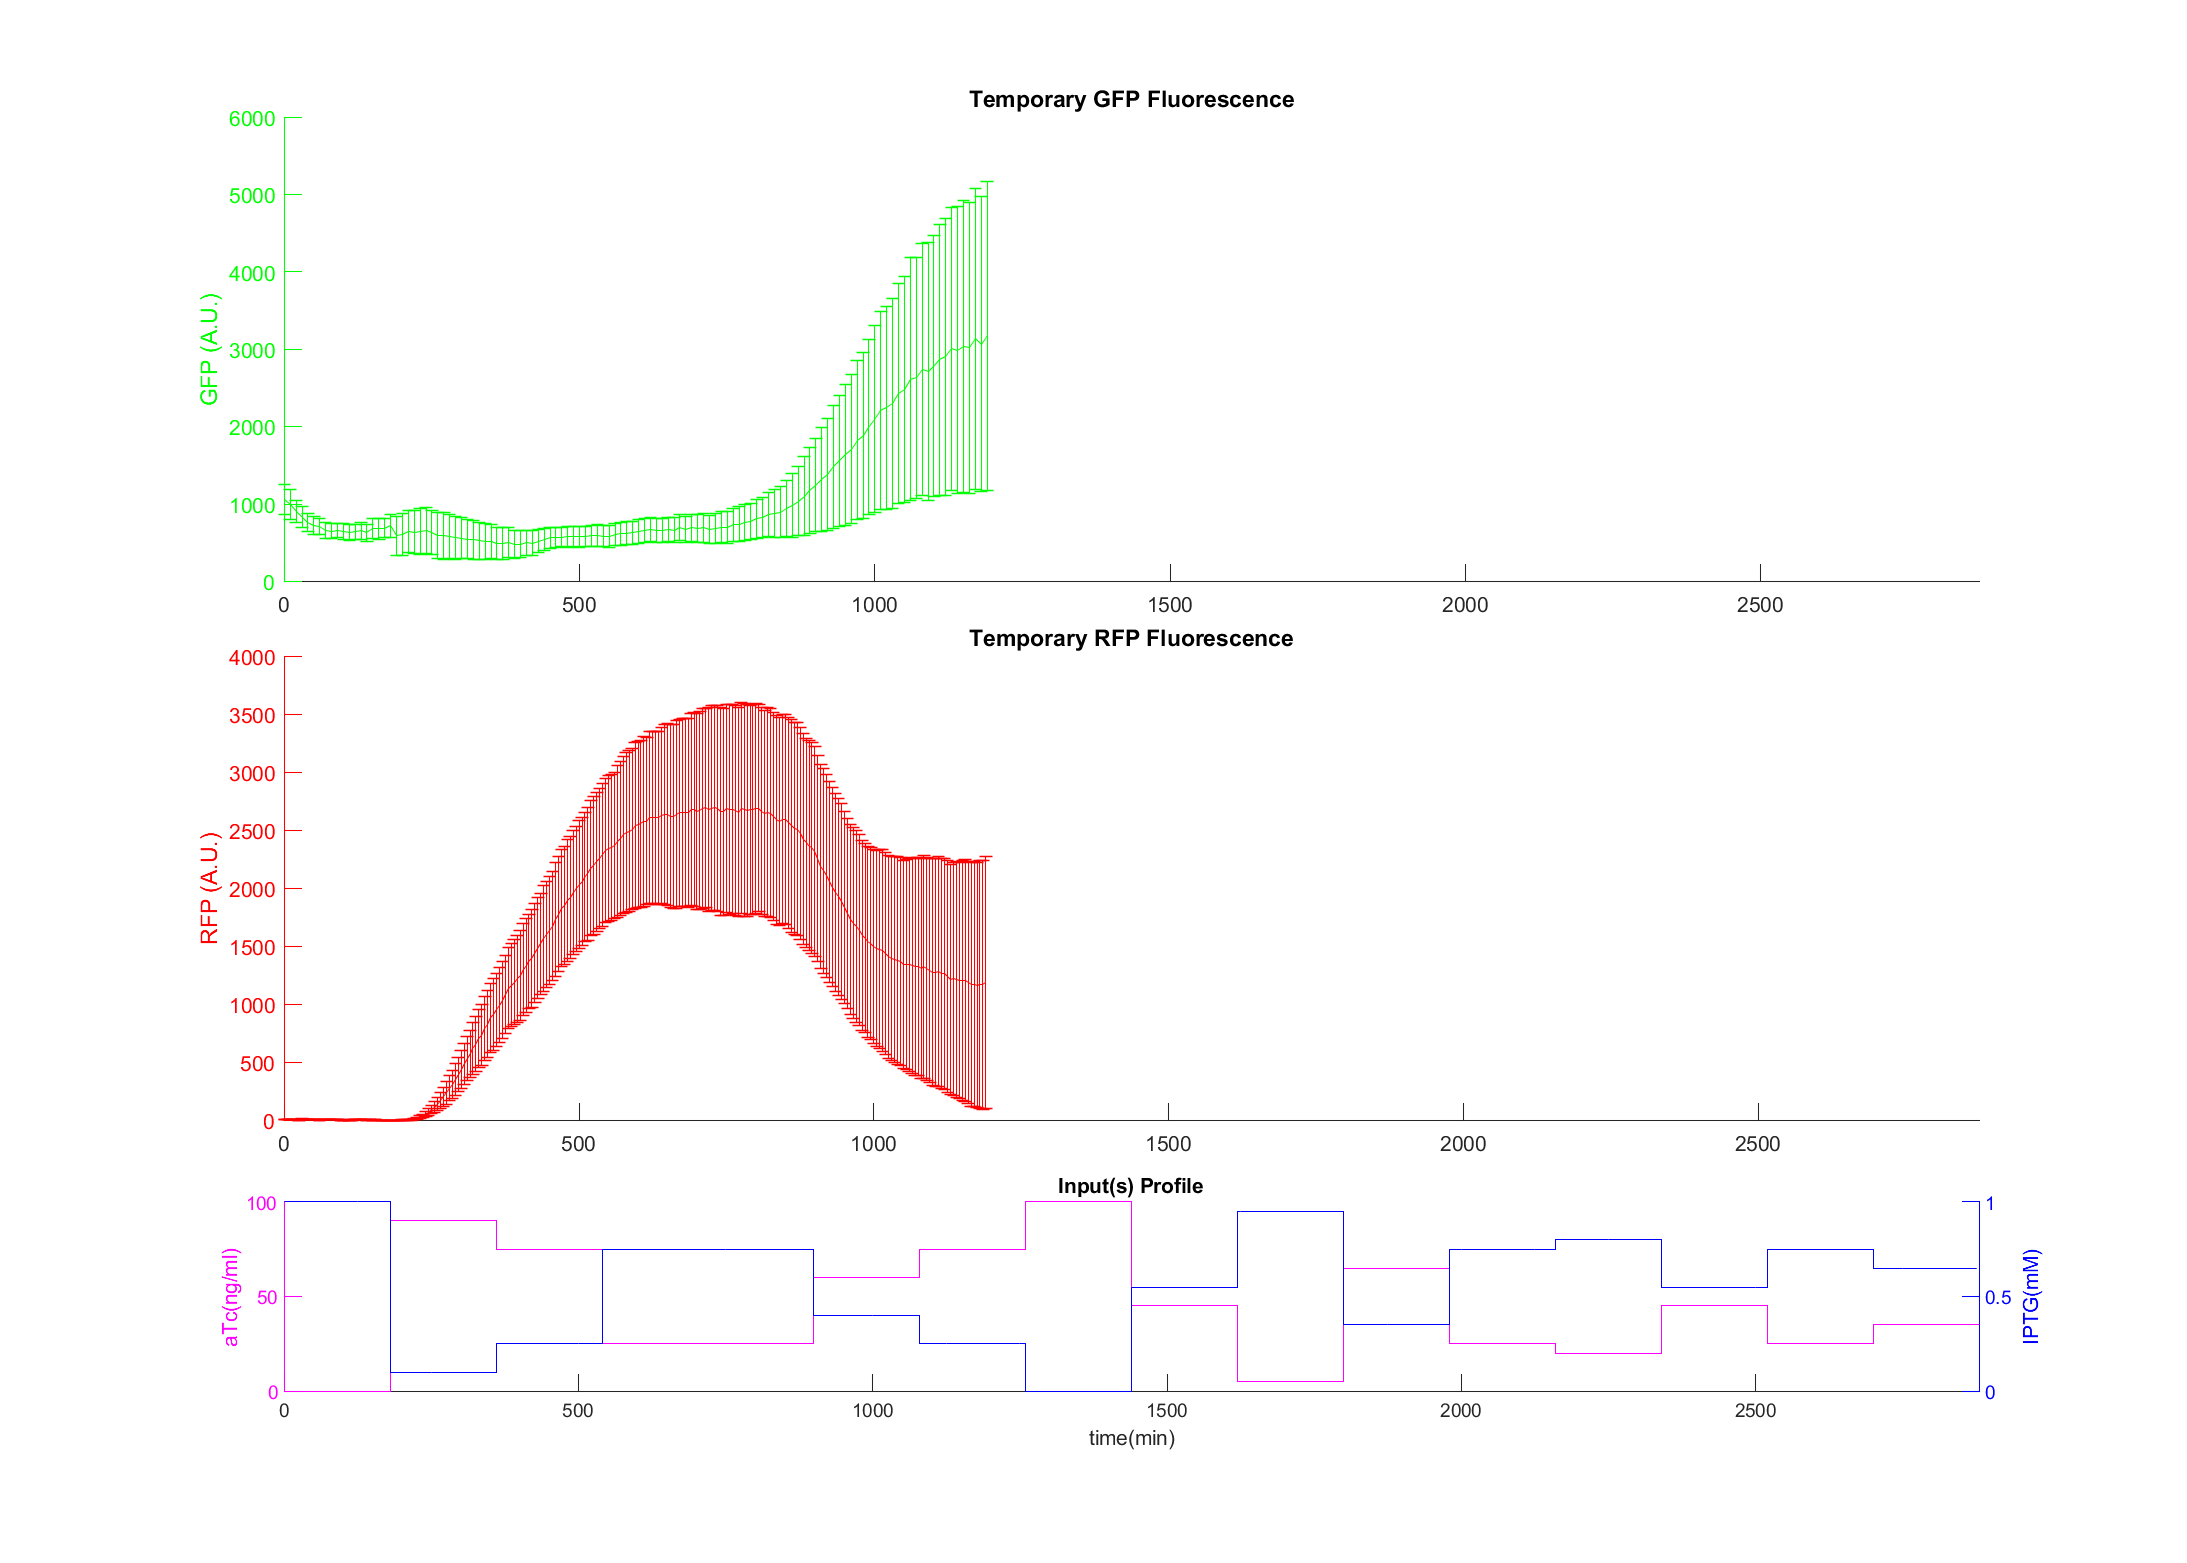 Temporary GFP Fluorescence
6000
5000
4000
3000
2000
1000
0
GFP (A.U.)
0 500 1000 1500 2000 2500
Temporary RFP Fluorescence
4000
3500
3000
2500
2000
1500
1000
500
0
RFP (A.U.)
0 500 1000 1500 2000 2500
Input(s) Profile
100
50
0
aTc(ng/ml)
1
0.5
0
IPTG(mM)
0 500 1000 1500 2000 2500
time(min)